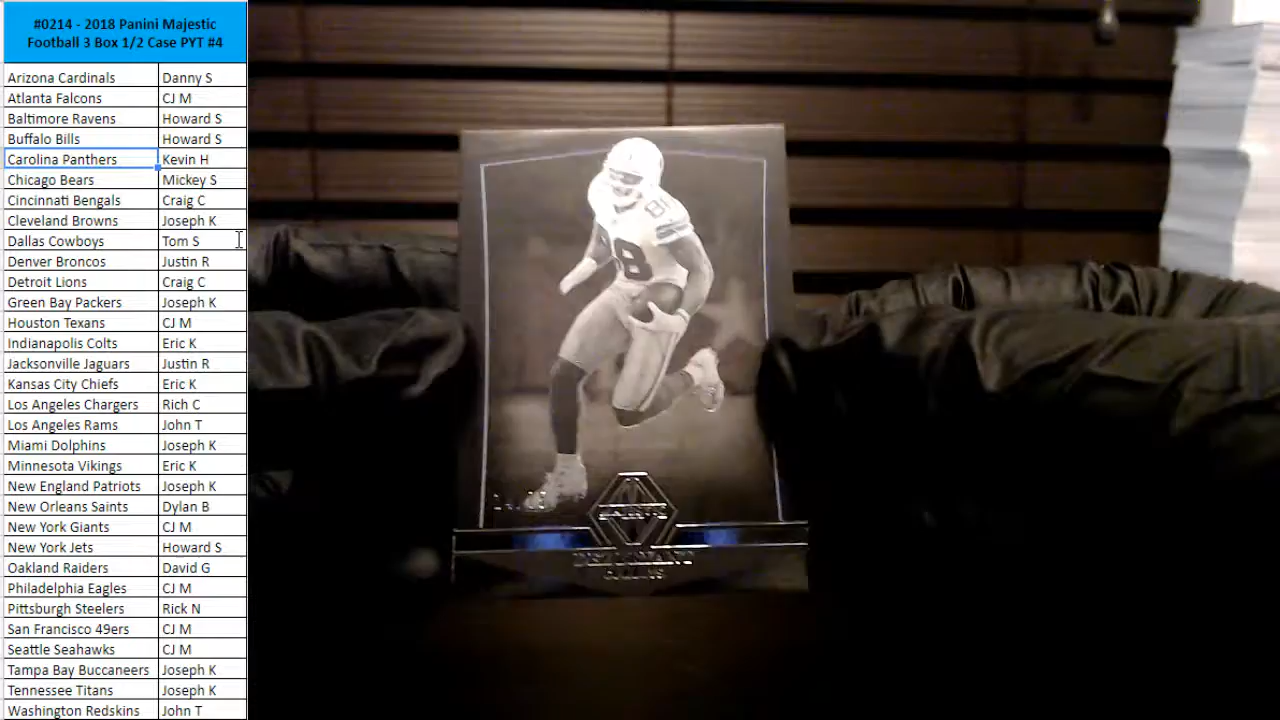 #0214 - 2018 Panini Majestic
Football 3 Box 1/2 Case PYT #4
Arizona Cardinals Danny S
Atlanta Falcons CJ M
Baltimore Ravens Howard S
Buffalo Bills Howard S
Carolina Panthers Kevin H
Chicago Bears Mickey S
Cincinnati Bengals Craig C
Cleveland Browns Joseph K
Dallas Cowboys Tom S
Denver Broncos Justin R
Detroit Lions Craig C
Green Bay Packers Joseph K
Houston Texans CJ M
Indianapolis Colts Eric K
Jacksonville Jaguars Justin R
Kansas City Chiefs Eric K
Los Angeles Chargers Rich C
Los Angeles Rams John T
Miami Dolphins Joseph K
Minnesota Vikings Eric K
New England Patriots Joseph K
New Orleans Saints Dylan B
New York Giants CJ M
New York Jets Howard S
Oakland Raiders David G
Philadelphia Eagles CJ M
Pittsburgh Steelers Rick N
San Francisco 49ers CJ M
Seattle Seahawks CJ M
Tampa Bay Buccaneers Joseph K
Tennessee Titans Joseph K
Washington Redskins John T
88